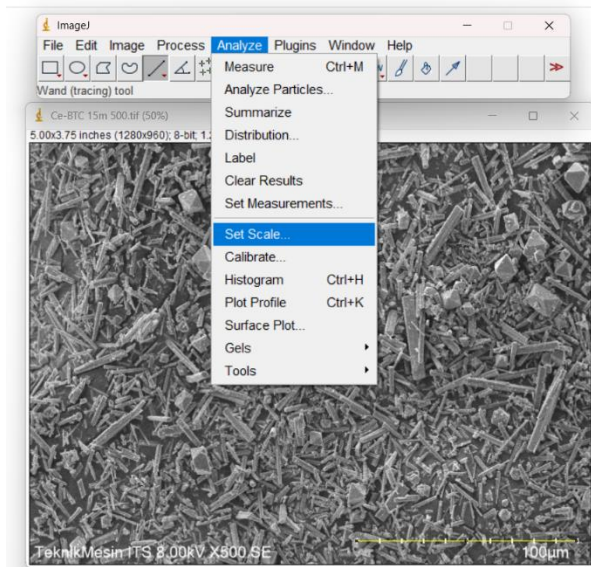 ImageJ
File Edit Image Process Analyze Plugins Window Help
Wand (tracing) tool
Measure Ctrl+M
Analyze Particles...
Summarize
Distribution...
Label
Clear Results
Set Measurements...
Set Scale...
Calibrate...
Histogram Ctrl+H
Plot Profile Ctrl+K
Surface Plot...
Gels
Tools
Ce-BTC 15m 500.tif (50%)
5.00x3.75 inches (1280x960); 8-bit; 1.2
TeknikMesin ITS 8.00kV X500 SE
100µm